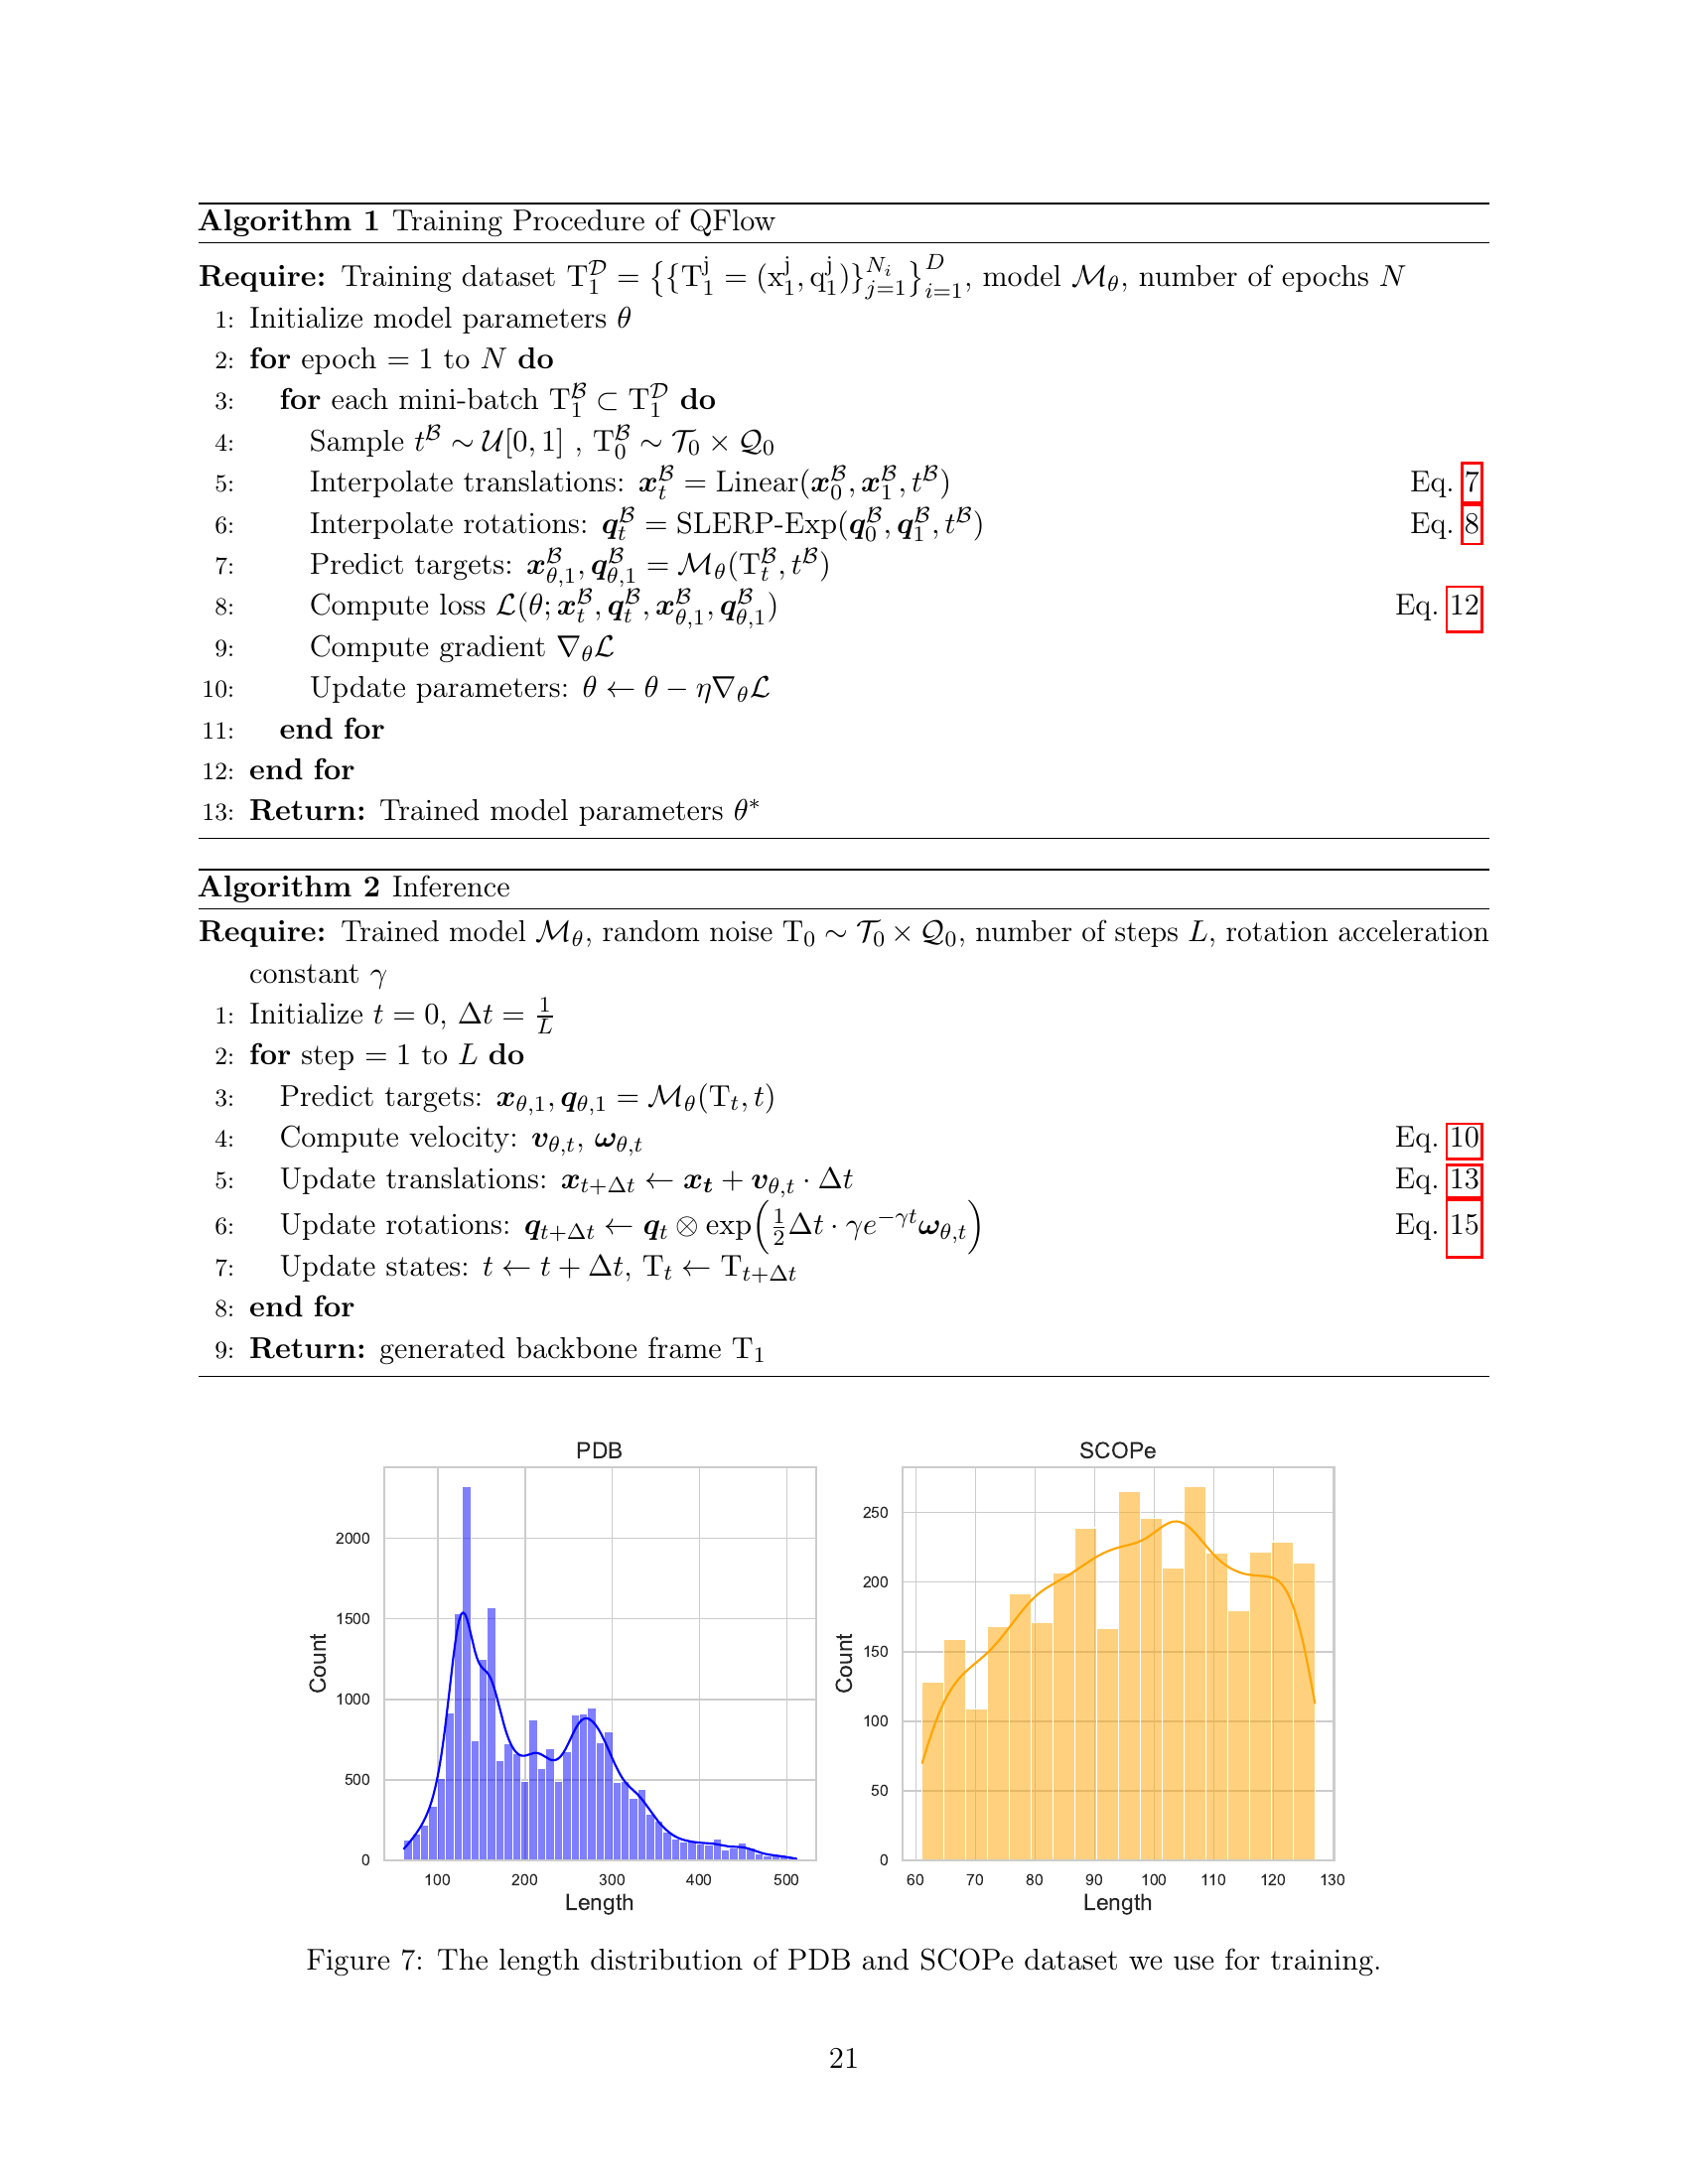 Algorithm 1 Training Procedure of QFlow
Require: Training dataset $\mathrm{T}_1^{\mathcal{D}} = \{\{\mathrm{T}_1^{\mathrm{j}} = (\mathrm{x}_1^{\mathrm{j}}, \mathrm{q}_1^{\mathrm{j}})\}_{j=1}^{N_i}\}_{i=1}^{D}$, model $\mathcal{M}_\theta$, number of epochs $N$
1: Initialize model parameters $\theta$
2: for epoch = 1 to $N$ do
3: for each mini-batch $\mathrm{T}_1^{\mathcal{B}} \subset \mathrm{T}_1^{\mathcal{D}}$ do
4: Sample $t^{\mathcal{B}} \sim \mathcal{U}[0, 1]$ , $\mathrm{T}_0^{\mathcal{B}} \sim \mathcal{T}_0 \times \mathcal{Q}_0$
5: Interpolate translations: $\boldsymbol{x}_t^{\mathcal{B}} = \mathrm{Linear}(\boldsymbol{x}_0^{\mathcal{B}}, \boldsymbol{x}_1^{\mathcal{B}}, t^{\mathcal{B}})$ Eq. 7
6: Interpolate rotations: $\boldsymbol{q}_t^{\mathcal{B}} = \text{SLERP-Exp}(\boldsymbol{q}_0^{\mathcal{B}}, \boldsymbol{q}_1^{\mathcal{B}}, t^{\mathcal{B}})$ Eq. 8
7: Predict targets: $\boldsymbol{x}_{\theta,1}^{\mathcal{B}}, \boldsymbol{q}_{\theta,1}^{\mathcal{B}} = \mathcal{M}_\theta(\mathrm{T}_t^{\mathcal{B}}, t^{\mathcal{B}})$
8: Compute loss $\mathcal{L}(\theta; \boldsymbol{x}_t^{\mathcal{B}}, \boldsymbol{q}_t^{\mathcal{B}}, \boldsymbol{x}_{\theta,1}^{\mathcal{B}}, \boldsymbol{q}_{\theta,1}^{\mathcal{B}})$ Eq. 12
9: Compute gradient $\nabla_\theta \mathcal{L}$
10: Update parameters: $\theta \leftarrow \theta - \eta \nabla_\theta \mathcal{L}$
11: end for
12: end for
13: Return: Trained model parameters $\theta^*$
Algorithm 2 Inference
Require: Trained model $\mathcal{M}_\theta$, random noise $\mathrm{T}_0 \sim \mathcal{T}_0 \times \mathcal{Q}_0$, number of steps $L$, rotation acceleration
constant $\gamma$
1: Initialize $t = 0$, $\Delta t = \frac{1}{L}$
2: for step = 1 to $L$ do
3: Predict targets: $\boldsymbol{x}_{\theta,1}, \boldsymbol{q}_{\theta,1} = \mathcal{M}_\theta(\mathrm{T}_t, t)$
4: Compute velocity: $\boldsymbol{v}_{\theta,t}$, $\boldsymbol{\omega}_{\theta,t}$ Eq. 10
5: Update translations: $\boldsymbol{x}_{t+\Delta t} \leftarrow \boldsymbol{x_t} + \boldsymbol{v}_{\theta,t} \cdot \Delta t$ Eq. 13
6: Update rotations: $\boldsymbol{q}_{t+\Delta t} \leftarrow \boldsymbol{q}_t \otimes \exp\left(\frac{1}{2} \Delta t \cdot \gamma e^{-\gamma t} \boldsymbol{\omega}_{\theta,t}\right)$ Eq. 15
7: Update states: $t \leftarrow t + \Delta t$, $\mathrm{T}_t \leftarrow \mathrm{T}_{t+\Delta t}$
8: end for
9: Return: generated backbone frame $\mathrm{T}_1$
PDB
Count
2000
1500
1000
500
0
100 200 300 400 500
Length
SCOPe
Count
250
200
150
100
50
0
60 70 80 90 100 110 120 130
Length
Figure 7: The length distribution of PDB and SCOPe dataset we use for training.
21